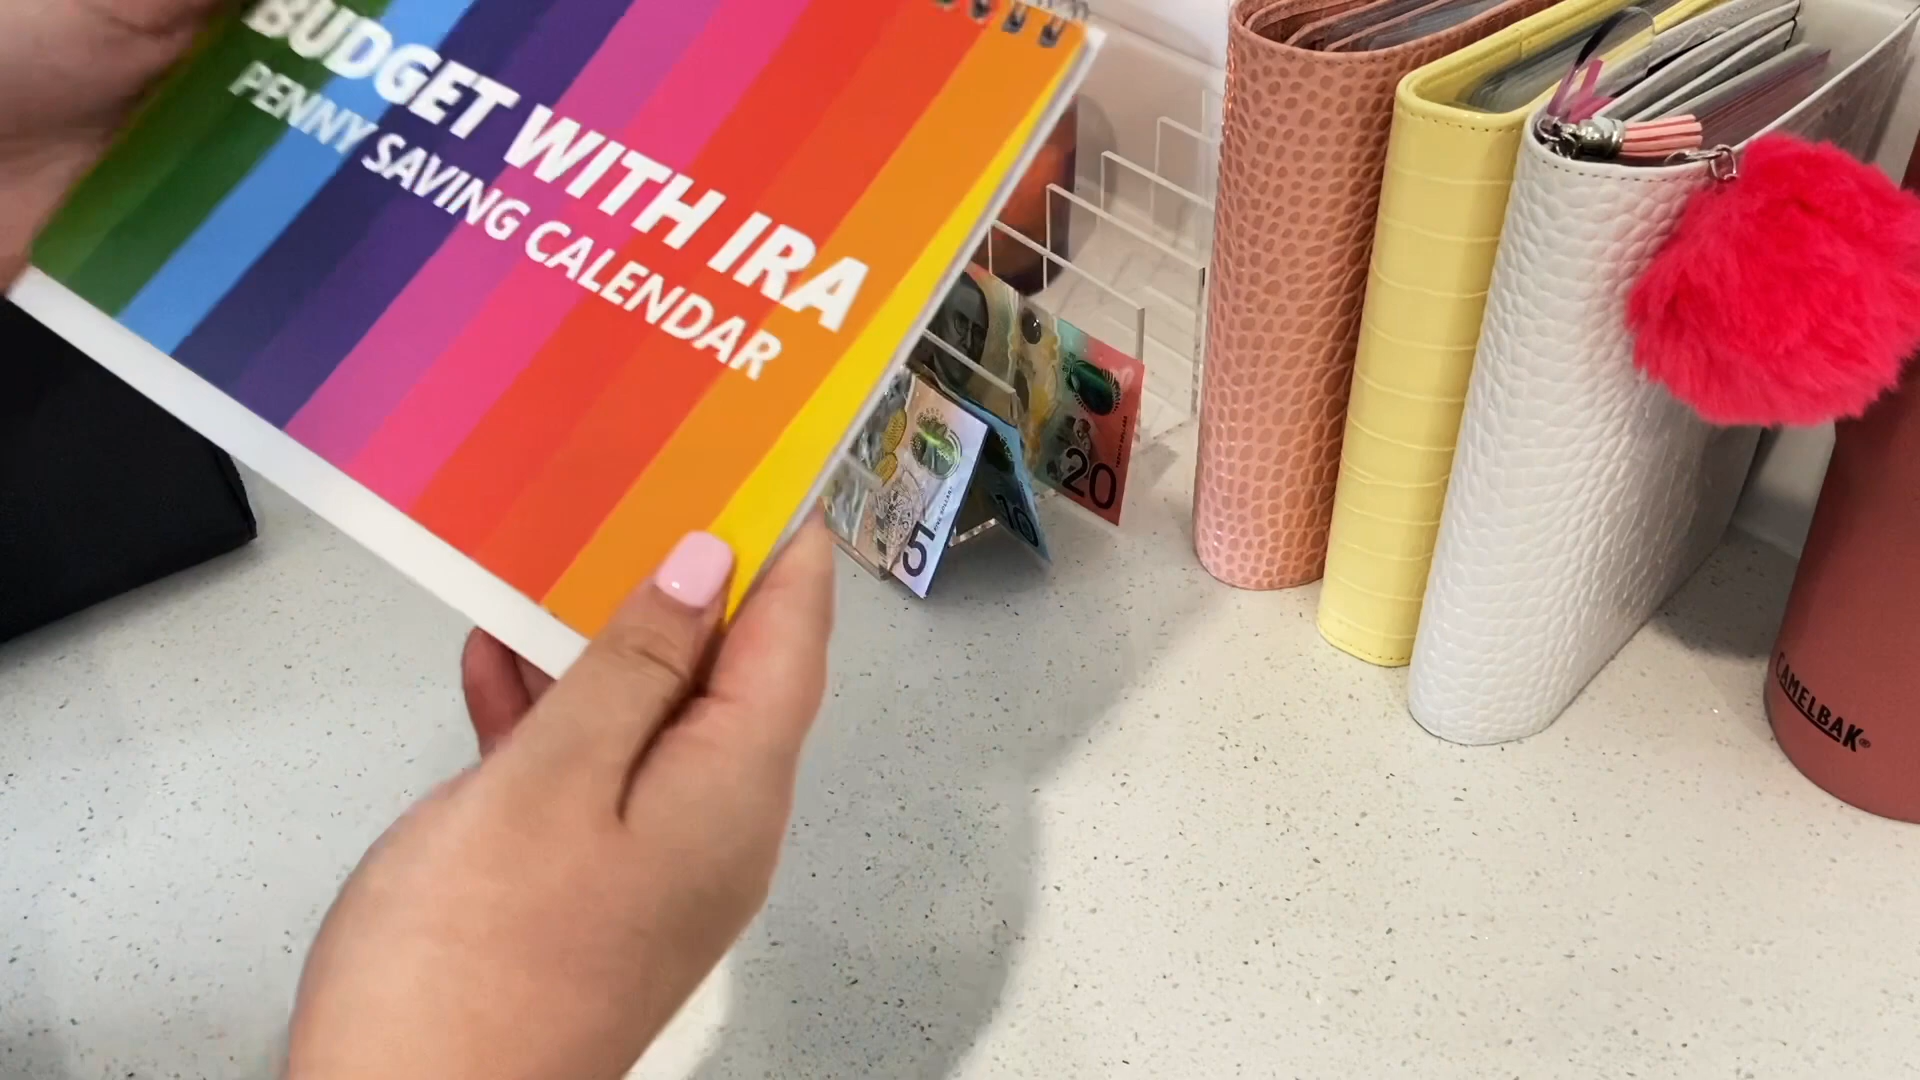 BUDGET WITH IRA
PENNY SAVING CALENDAR
20
10
5
CAMELBAK®